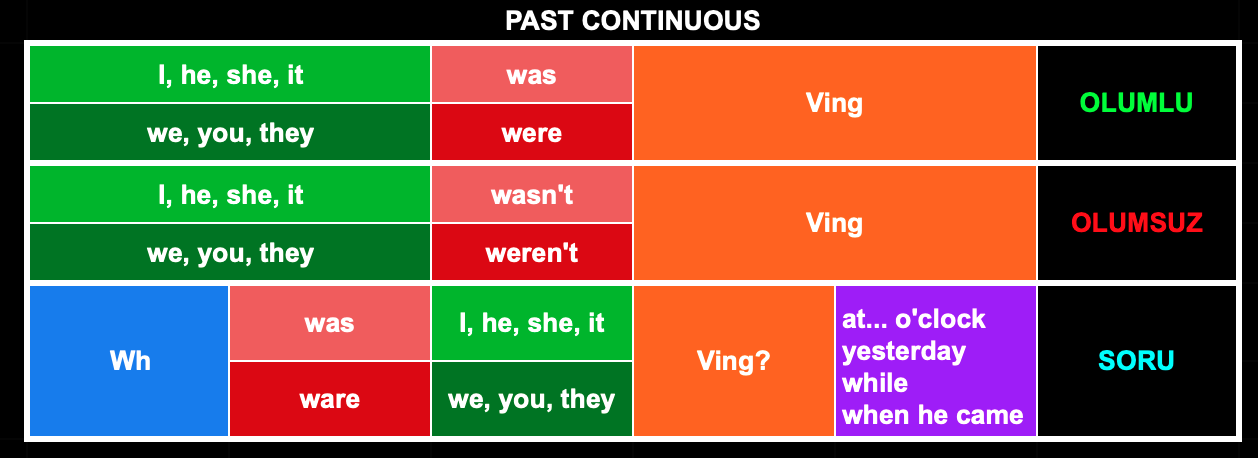 PAST CONTINUOUS
I, he, she, it
was
Ving
OLUMLU
we, you, they
were
I, he, she, it
wasn't
Ving
OLUMSUZ
we, you, they
weren't
Wh
was
I, he, she, it
Ving?
at... o'clock
yesterday
while
when he came
SORU
ware
we, you, they